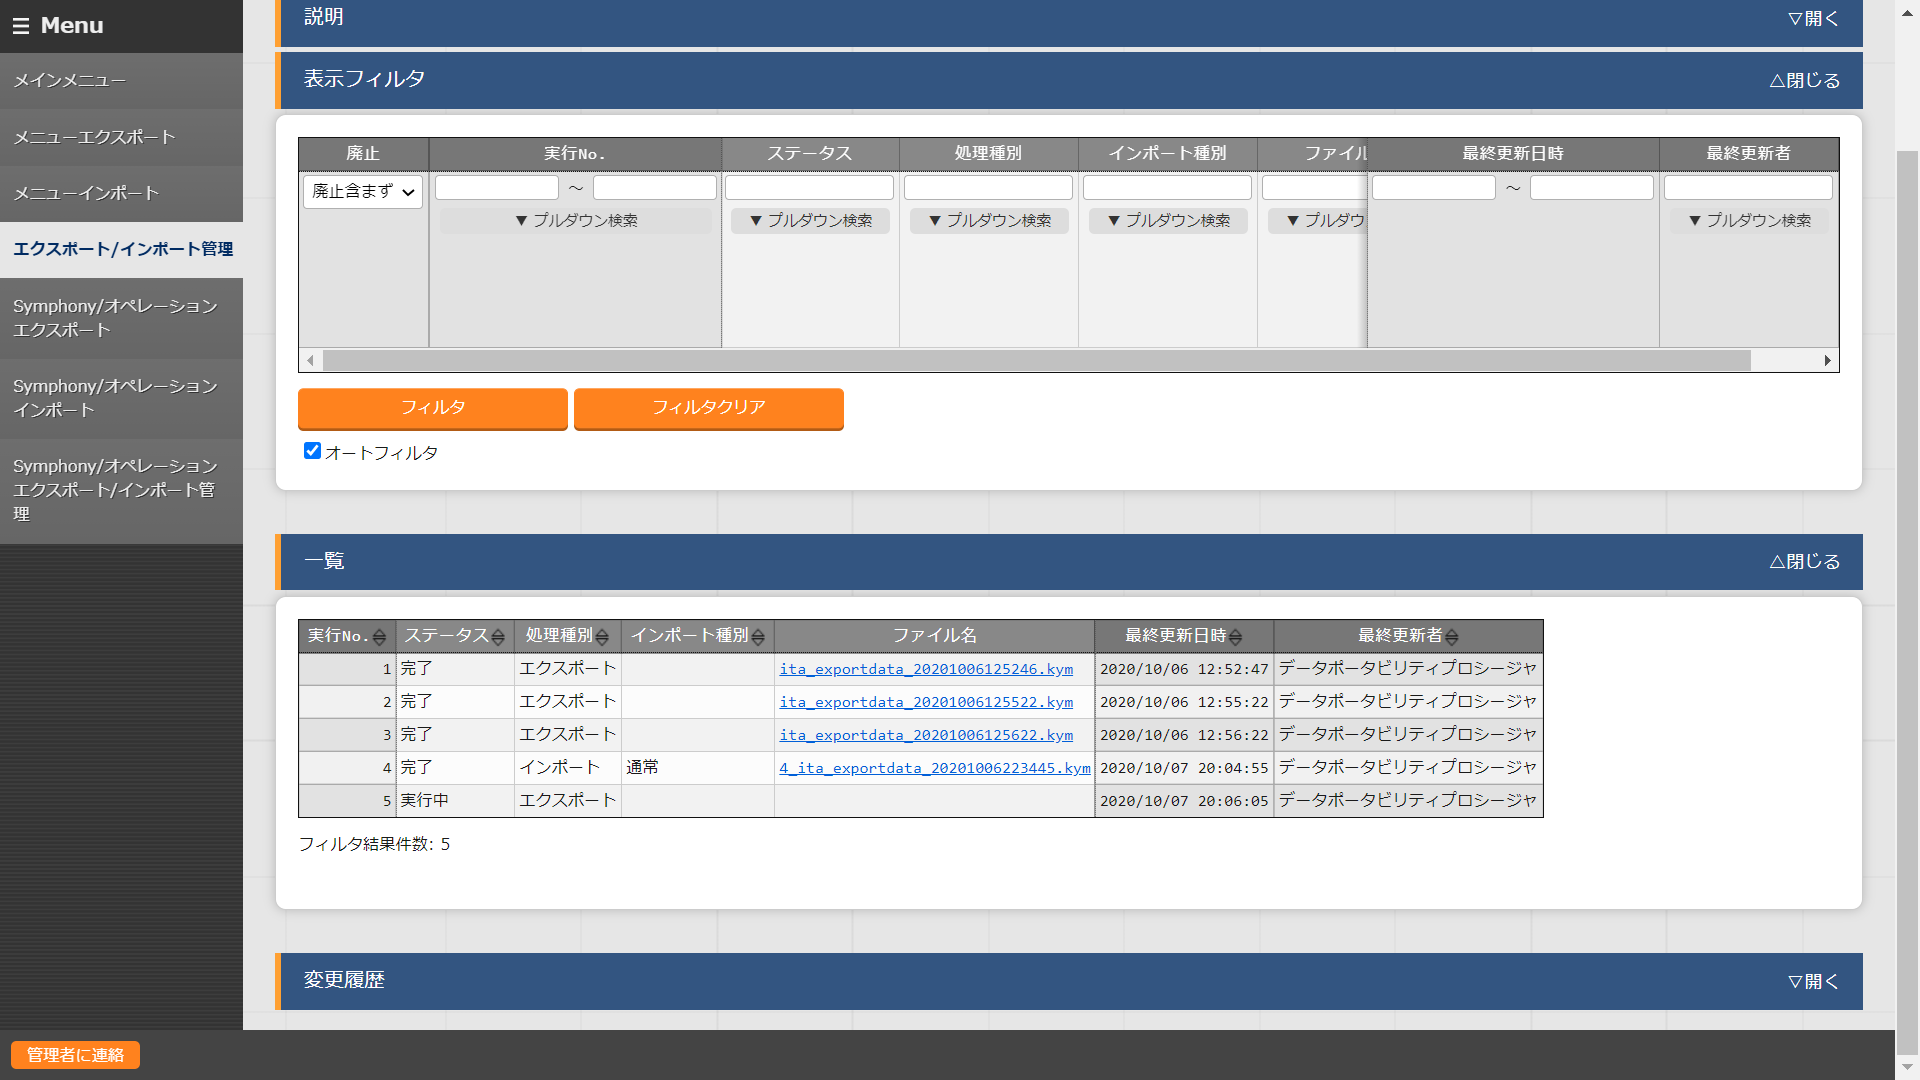 ☰ Menu
メインメニュー
メニューエクスポート
メニューインポート
エクスポート/インポート管理
Symphony/オペレーション
エクスポート
Symphony/オペレーション
インポート
Symphony/オペレーション
エクスポート/インポート管
理
管理者に連絡
説明 ▽開く
表示フィルタ △閉じる
廃止 実行No. ステータス 処理種別 インポート種別 ファイル 最終更新日時 最終更新者
廃止含まず ～ ～
▼ プルダウン検索 ▼ プルダウン検索 ▼ プルダウン検索 ▼ プルダウン検索 ▼ プルダウ ▼ プルダウン検索
フィルタ フィルタクリア
オートフィルタ
一覧 △閉じる
実行No. ステータス 処理種別 インポート種別 ファイル名 最終更新日時 最終更新者
1 完了 エクスポート ita_exportdata_20201006125246.kym 2020/10/06 12:52:47 データポータビリティプロシージャ
2 完了 エクスポート ita_exportdata_20201006125522.kym 2020/10/06 12:55:22 データポータビリティプロシージャ
3 完了 エクスポート ita_exportdata_20201006125622.kym 2020/10/06 12:56:22 データポータビリティプロシージャ
4 完了 インポート 通常 4_ita_exportdata_20201006223445.kym 2020/10/07 20:04:55 データポータビリティプロシージャ
5 実行中 エクスポート 2020/10/07 20:06:05 データポータビリティプロシージャ
フィルタ結果件数: 5
変更履歴 ▽開く